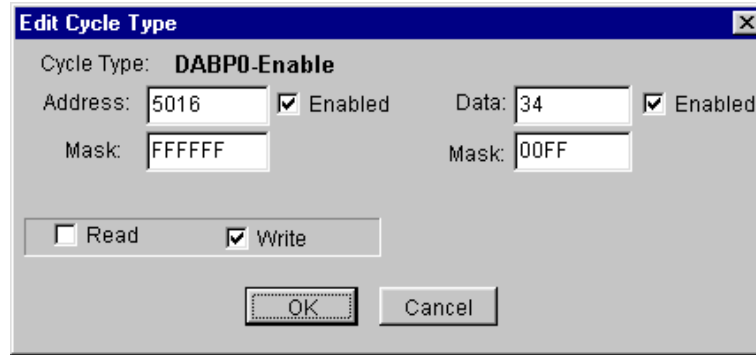 Edit Cycle Type
Cycle Type: DABP0-Enable
Address: 5016 Enabled Data: 34 Enabled
Mask: FFFFFF Mask: 00FF
Read Write
OK Cancel